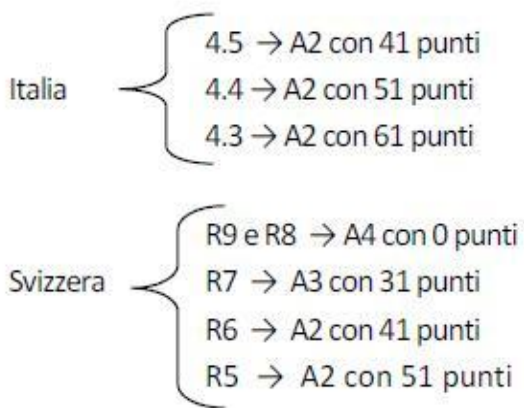 Italia
4.5 → A2 con 41 punti
4.4 → A2 con 51 punti
4.3 → A2 con 61 punti
Svizzera
R9 e R8 → A4 con 0 punti
R7 → A3 con 31 punti
R6 → A2 con 41 punti
R5 → A2 con 51 punti